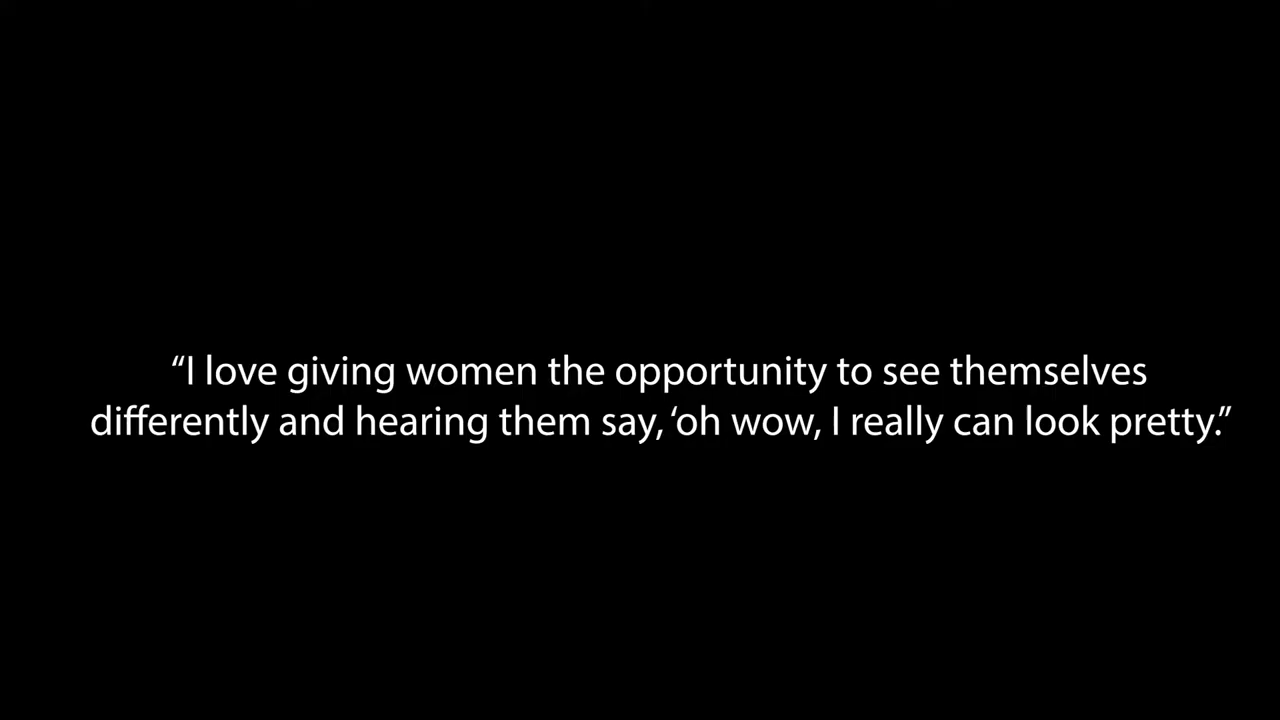 “I love giving women the opportunity to see themselves
differently and hearing them say, ‘oh wow, I really can look pretty.”